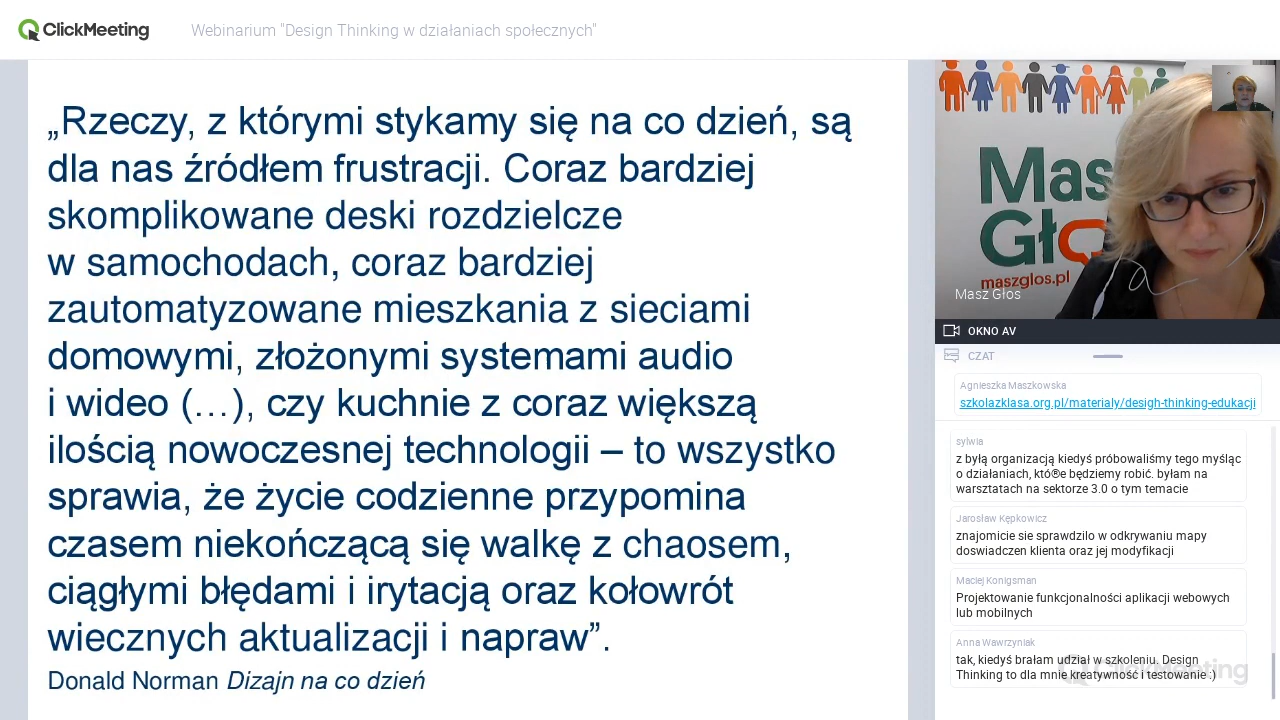 ClickMeeting
Webinarium "Design Thinking w działaniach społecznych"
„Rzeczy, z którymi stykamy się na co dzień, są
dla nas źródłem frustracji. Coraz bardziej
skomplikowane deski rozdzielcze
w samochodach, coraz bardziej
zautomatyzowane mieszkania z sieciami
domowymi, złożonymi systemami audio
i wideo (…), czy kuchnie z coraz większą
ilością nowoczesnej technologii – to wszystko
sprawia, że życie codzienne przypomina
czasem niekończącą się walkę z chaosem,
ciągłymi błędami i irytacją oraz kołowrót
wiecznych aktualizacji i napraw”.
Donald Norman Dizajn na co dzień
Mas
Gł
maszglos.pl
Masz Głos
OKNO AV
CZAT
Agnieszka Maszkowska
szkolazklasa.org.pl/materialy/desigh-thinking-edukacji
sylwia
z byłą organizacją kiedyś próbowaliśmy tego myśląc
o działaniach, któ®e będziemy robić. byłam na
warsztatach na sektorze 3.0 o tym temacie
Jarosław Kępkowicz
znajomicie sie sprawdzilo w odkrywaniu mapy
doswiadczen klienta oraz jej modyfikacji
Maciej Konigsman
Projektowanie funkcjonalności aplikacji webowych
lub mobilnych
Anna Wawrzyniak
tak, kiedyś brałam udział w szkoleniu. Design
Thinking to dla mnie kreatywność i testowanie :)
ClickMeeting